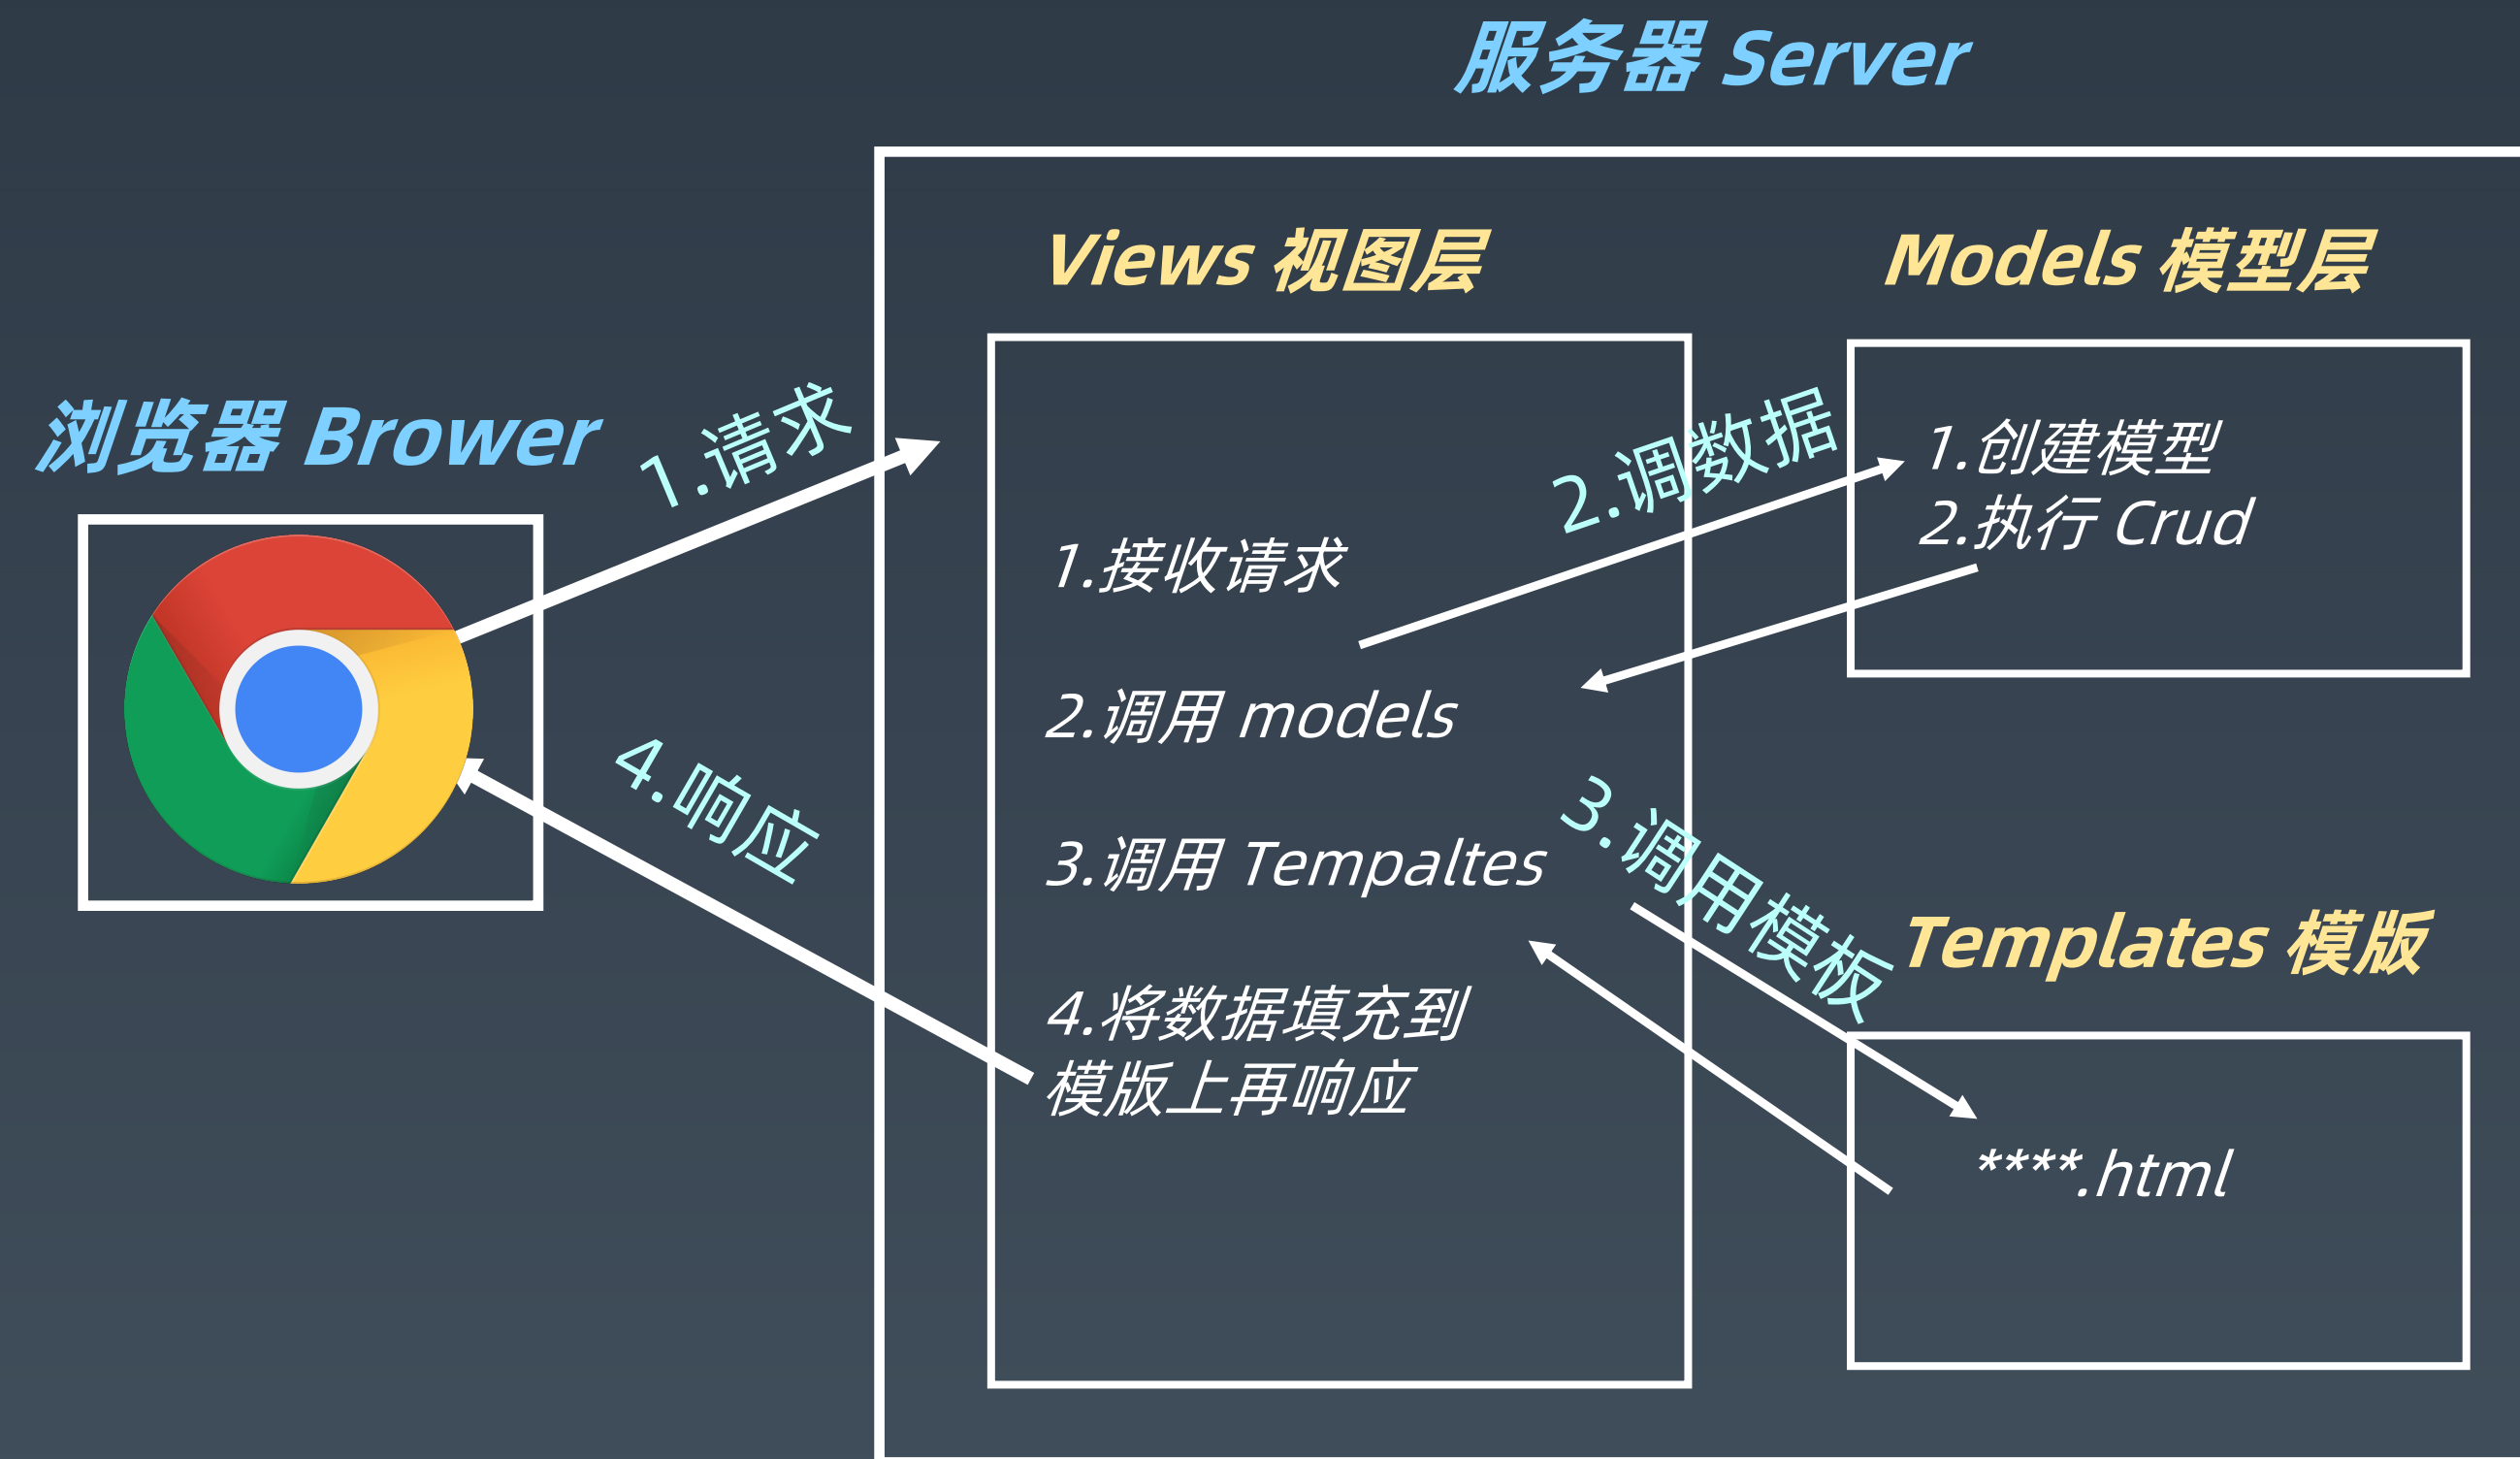 服务器 Server
浏览器 Brower
1.请求
4.响应
Views 视图层
1.接收请求
2.调用 models
3.调用 Tempaltes
4.将数据填充到
模版上再响应
2.调数据
3.调用模板
Models 模型层
1.创建模型
2.执行 Crud
Templates 模版
****.html